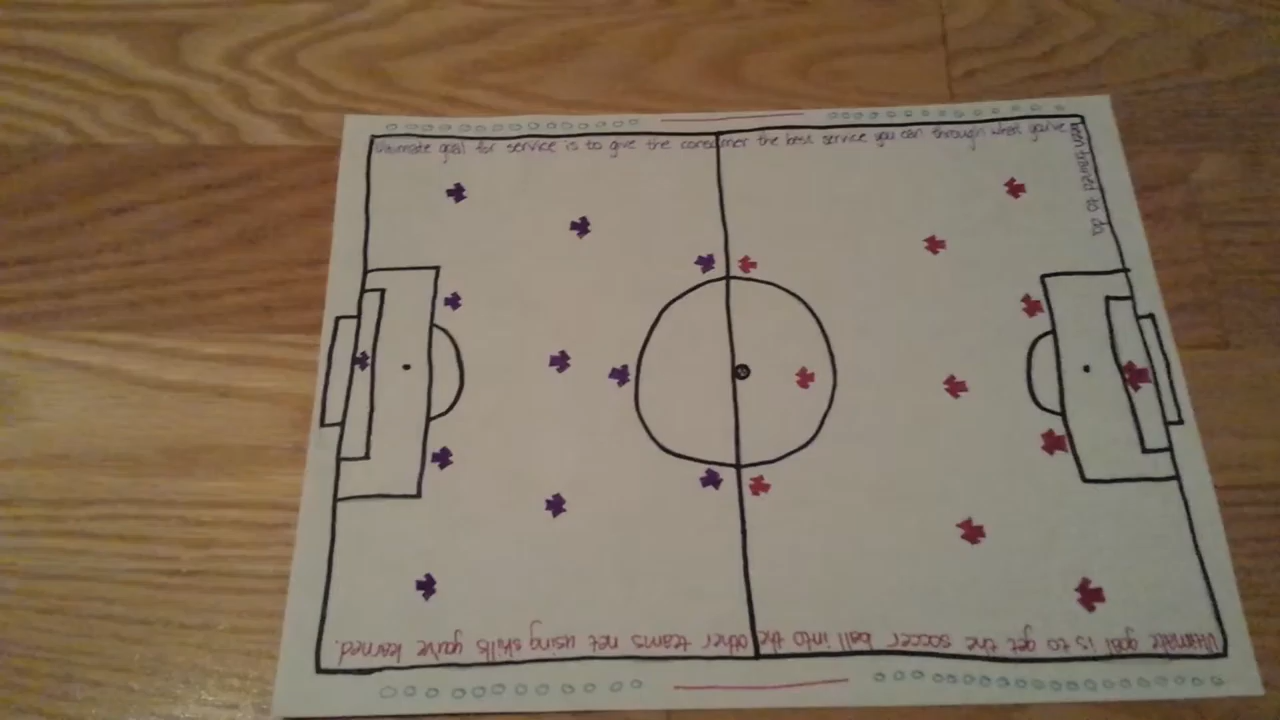 Ultimate goal for service is to give the consumer the best service you can through what you've
been trained to do
Ultimate goal is to get the soccer ball into the other teams net using skills you've learned.